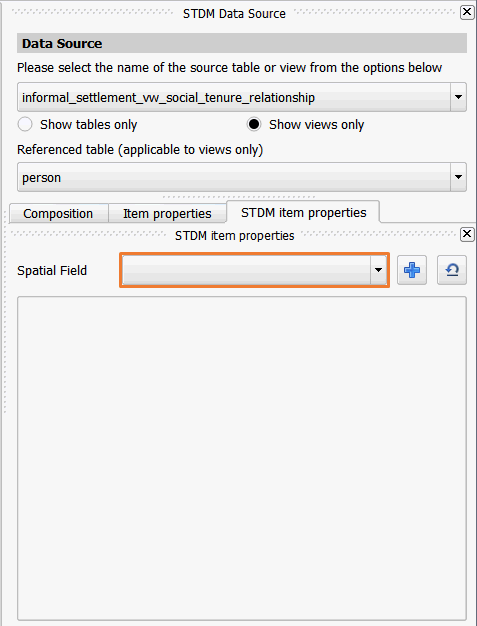 STDM Data Source
Data Source
Please select the name of the source table or view from the options below
informal_settlement_vw_social_tenure_relationship
Show tables only
Show views only
Referenced table (applicable to views only)
person
Composition
Item properties
STDM item properties
STDM item properties
Spatial Field